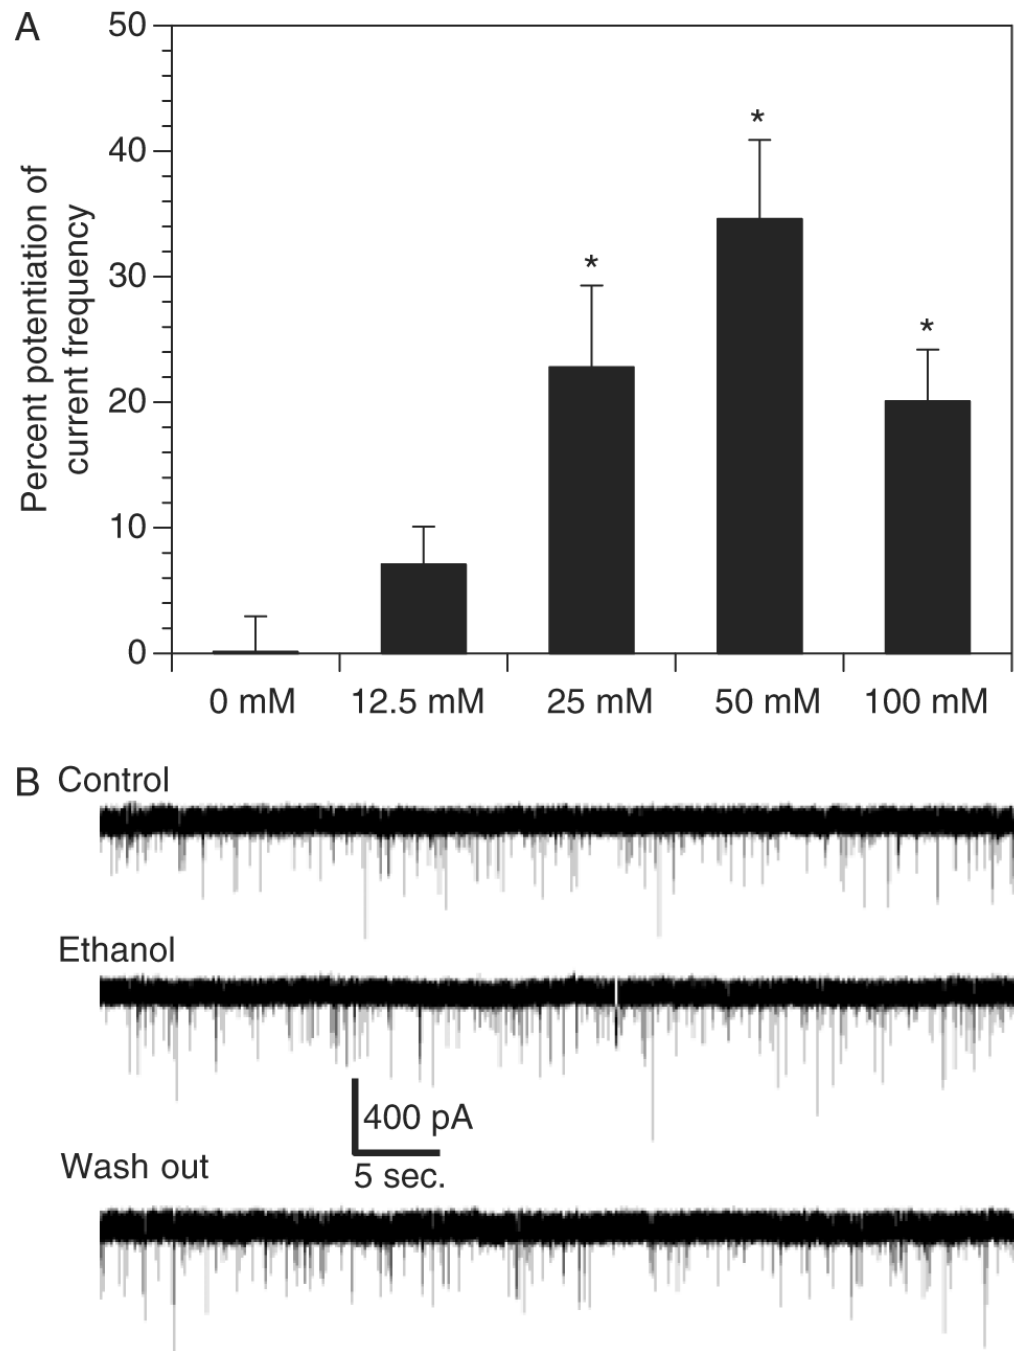 A
50
40
30
20
10
0
Percent potentiation of
current frequency
*
*
*
0 mM 12.5 mM 25 mM 50 mM 100 mM
B Control
Ethanol
400 pA
5 sec.
Wash out